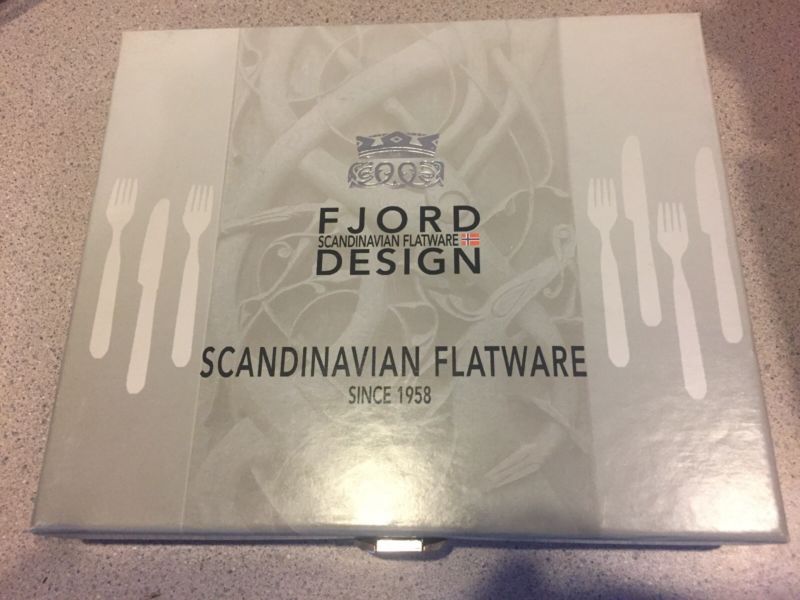 FJORD
SCANDINAVIAN FLATWARE
DESIGN
SCANDINAVIAN FLATWARE
SINCE 1958